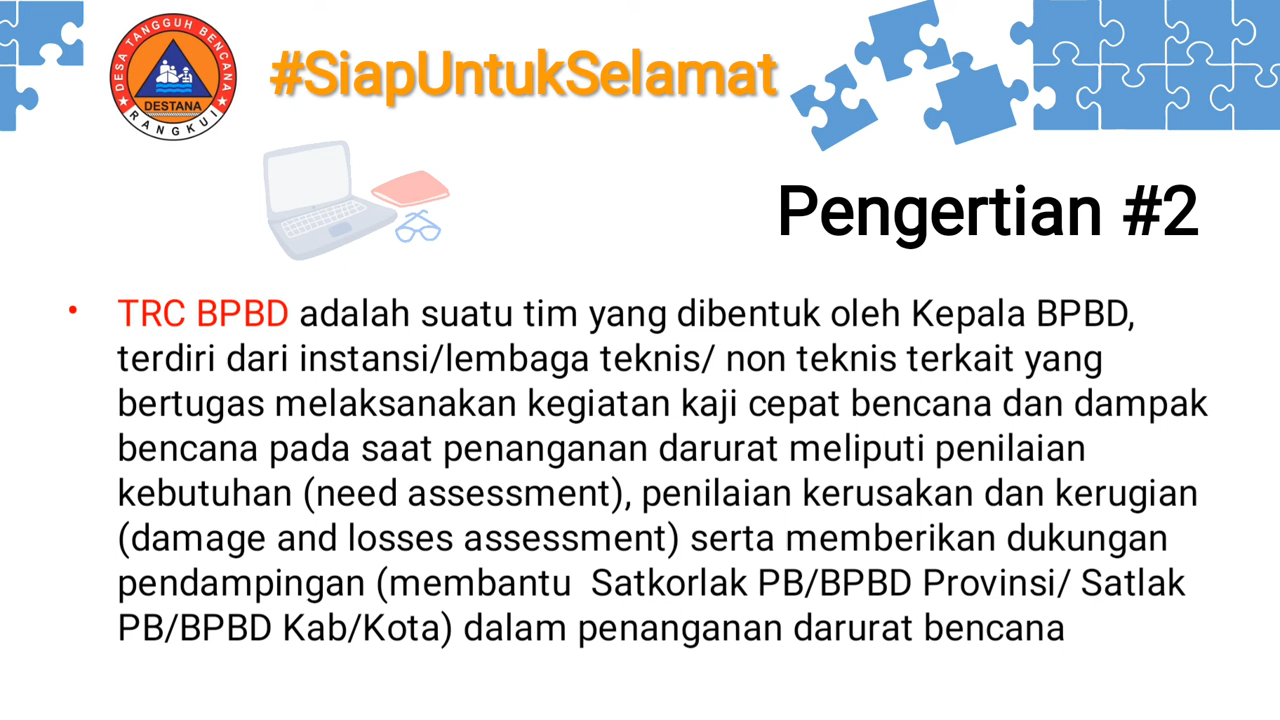 DESA TANGGUH BENCANA
DESTANA
RANGKUI
#SiapUntukSelamat
Pengertian #2
• TRC BPBD adalah suatu tim yang dibentuk oleh Kepala BPBD,
terdiri dari instansi/lembaga teknis/ non teknis terkait yang
bertugas melaksanakan kegiatan kaji cepat bencana dan dampak
bencana pada saat penanganan darurat meliputi penilaian
kebutuhan (need assessment), penilaian kerusakan dan kerugian
(damage and losses assessment) serta memberikan dukungan
pendampingan (membantu  Satkorlak PB/BPBD Provinsi/ Satlak
PB/BPBD Kab/Kota) dalam penanganan darurat bencana